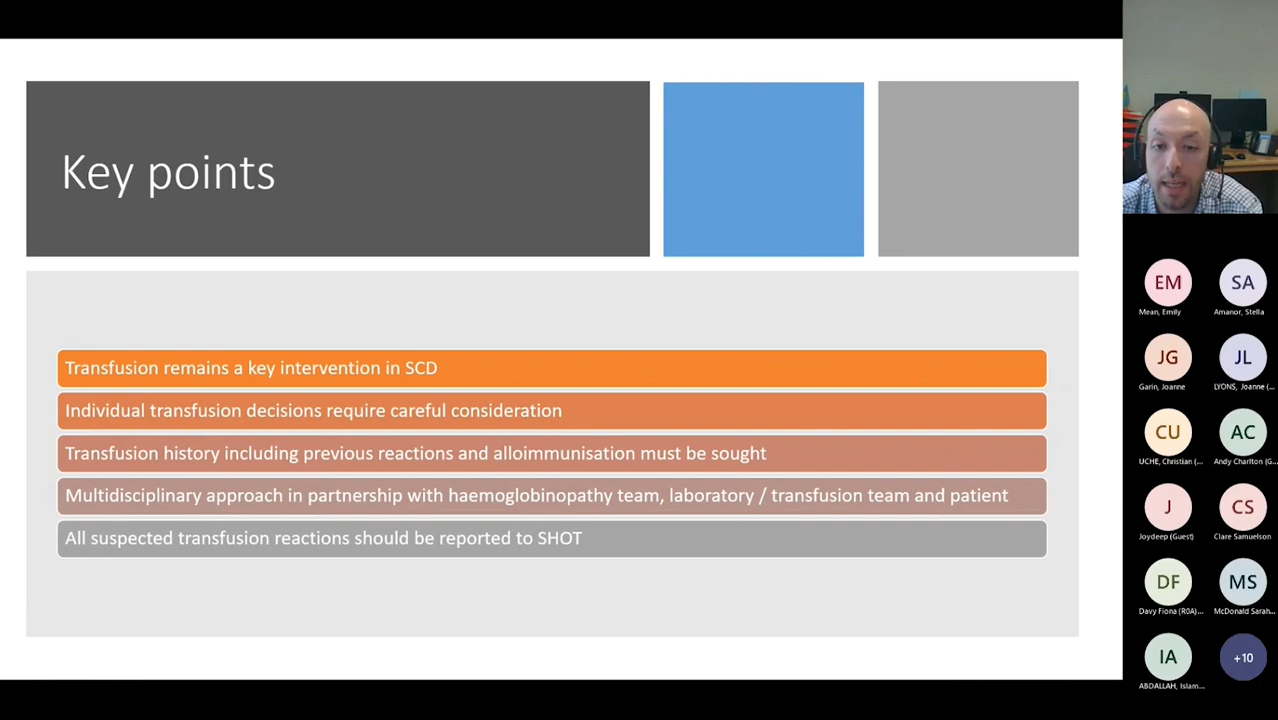 Key points
Transfusion remains a key intervention in SCD
Individual transfusion decisions require careful consideration
Transfusion history including previous reactions and alloimmunisation must be sought
Multidisciplinary approach in partnership with haemoglobinopathy team, laboratory / transfusion team and patient
All suspected transfusion reactions should be reported to SHOT
EM SA
Mean, Emily Amanor, Stella
JG JL
Garin, Joanne LYONS, Joanne (...
CU AC
UCHE, Christian (... Andy Charlton (G...
J CS
Joydeep (Guest) Clare Samuelson
DF MS
Davy Fiona (R0A)... McDonald Sarah...
IA +10
ABDALLAH, Islam...